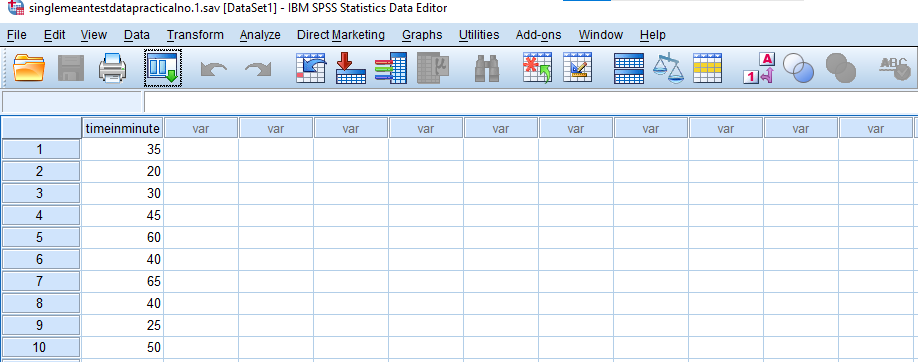 singlemeantestdatapracticalno.1.sav [DataSet1] - IBM SPSS Statistics Data Editor
File Edit View Data Transform Analyze Direct Marketing Graphs Utilities Add-ons Window Help
1 A ABC
timeinminute var var var var var var var var var var
1 35
2 20
3 30
4 45
5 60
6 40
7 65
8 40
9 25
10 50